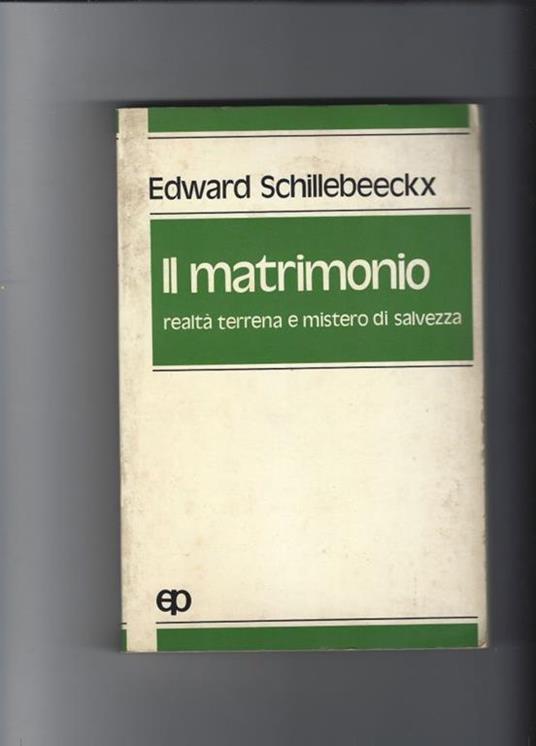 Edward Schillebeeckx
Il matrimonio
realtà terrena e mistero di salvezza
ep